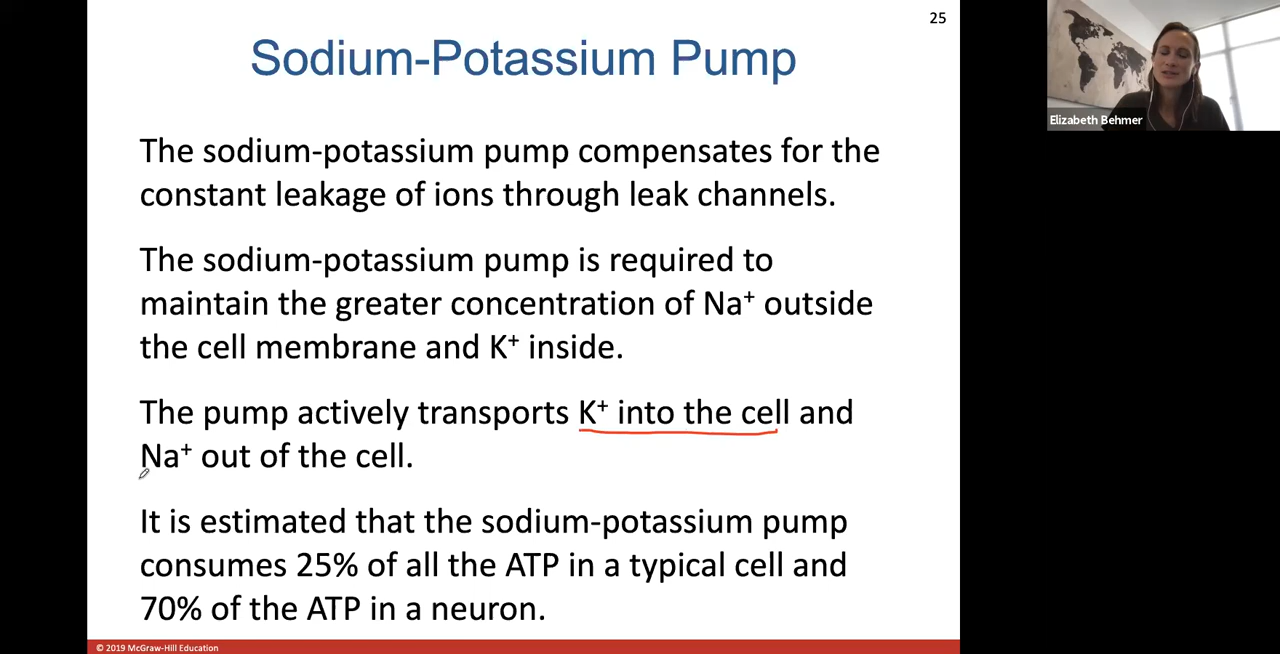 25
Sodium-Potassium Pump
Elizabeth Behmer
The sodium-potassium pump compensates for the
constant leakage of ions through leak channels.
The sodium-potassium pump is required to
maintain the greater concentration of Na⁺ outside
the cell membrane and K⁺ inside.
The pump actively transports K⁺ into the cell and
Na⁺ out of the cell.
It is estimated that the sodium-potassium pump
consumes 25% of all the ATP in a typical cell and
70% of the ATP in a neuron.
© 2019 McGraw-Hill Education